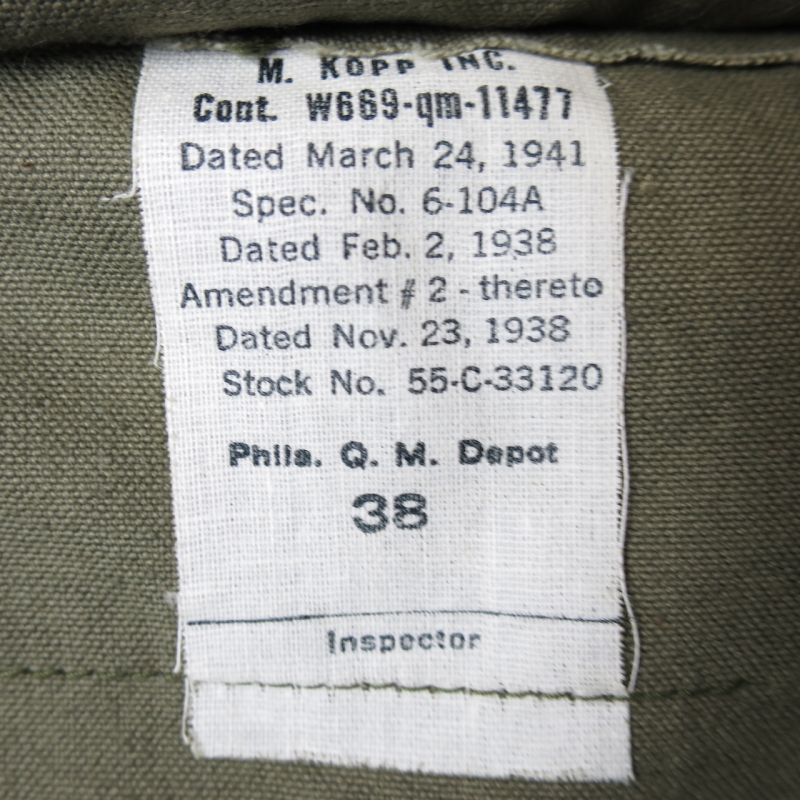 M. KOPP INC.
Cont. W669-qm-11477
Dated March 24, 1941
Spec. No. 6-104A
Dated Feb. 2, 1938
Amendment # 2 - thereto
Dated Nov. 23, 1938
Stock No. 55-C-33120
Phila. Q. M. Depot
38
Inspector